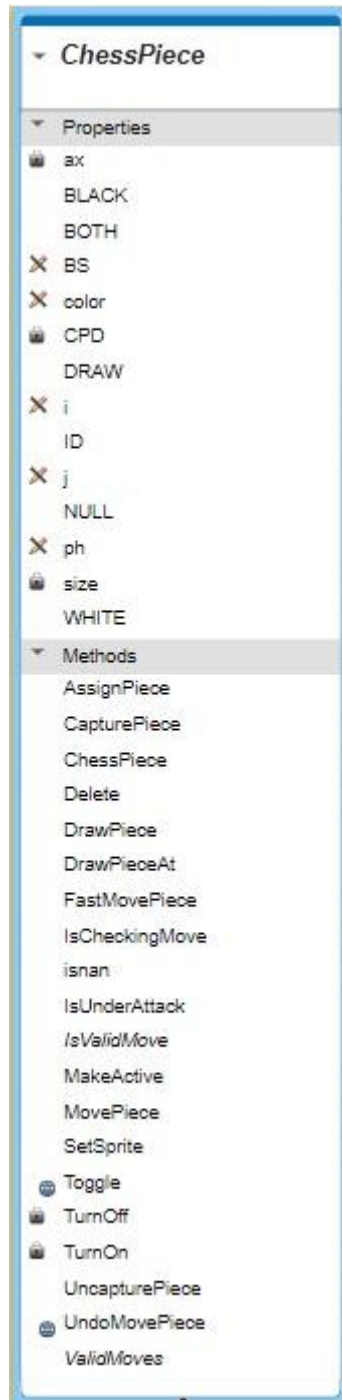 ChessPiece
Properties
ax
BLACK
BOTH
BS
color
CPD
DRAW
i
ID
j
NULL
ph
size
WHITE
Methods
AssignPiece
CapturePiece
ChessPiece
Delete
DrawPiece
DrawPieceAt
FastMovePiece
IsCheckingMove
isnan
IsUnderAttack
IsValidMove
MakeActive
MovePiece
SetSprite
Toggle
TurnOff
TurnOn
UncapturePiece
UndoMovePiece
ValidMoves